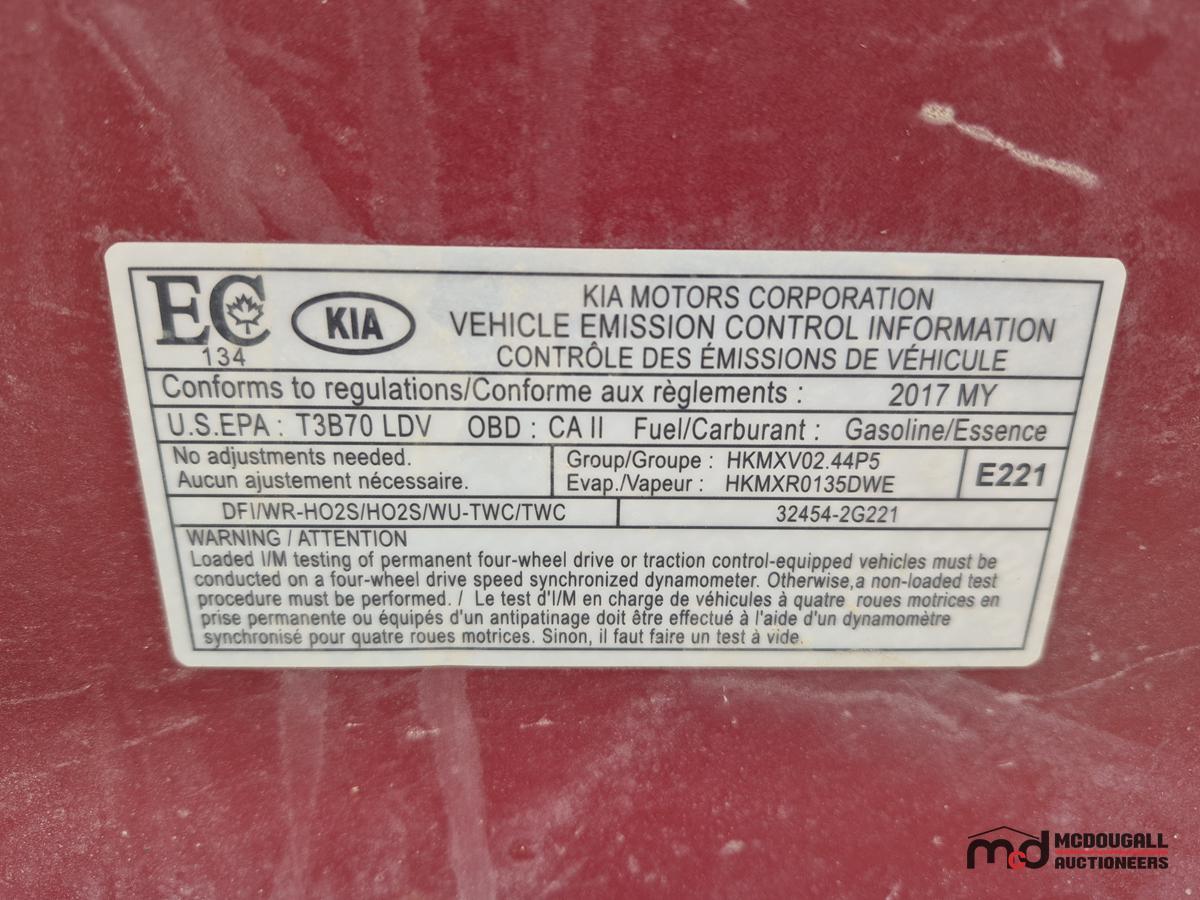 EC
134
KIA
KIA MOTORS CORPORATION
VEHICLE EMISSION CONTROL INFORMATION
CONTRÔLE DES ÉMISSIONS DE VÉHICULE
Conforms to regulations/Conforme aux règlements : 2017 MY
U.S.EPA : T3B70 LDV OBD : CA II Fuel/Carburant : Gasoline/Essence
No adjustments needed.
Aucun ajustement nécessaire.
Group/Groupe : HKMXV02.44P5
Evap./Vapeur : HKMXR0135DWE
E221
DFI/WR-HO2S/HO2S/WU-TWC/TWC
32454-2G221
WARNING / ATTENTION
Loaded I/M testing of permanent four-wheel drive or traction control-equipped vehicles must be
conducted on a four-wheel drive speed synchronized dynamometer. Otherwise,a non-loaded test
procedure must be performed. / Le test d'I/M en charge de véhicules à quatre roues motrices en
prise permanente ou équipés d'un antipatinage doit être effectué à l'aide d'un dynamomètre
synchronisé pour quatre roues motrices. Sinon, il faut faire un test à vide.
mcd MCDOUGALL
AUCTIONEERS